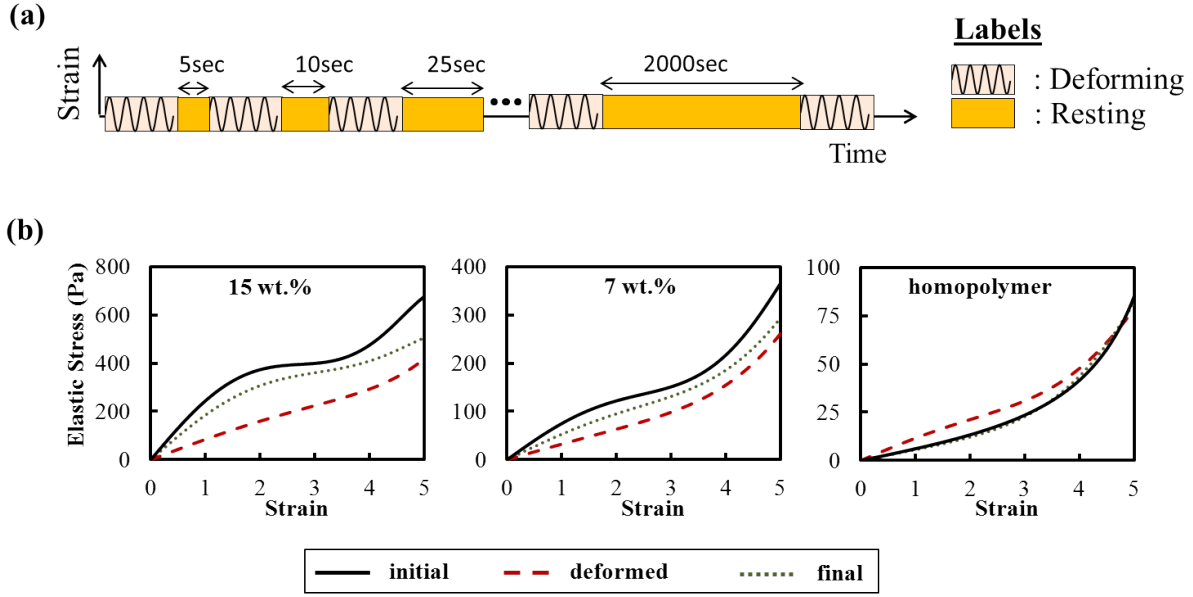 (a)
Labels
Strain
5sec
10sec
25sec
2000sec
: Deforming
: Resting
Time
(b)
Elastic Stress (Pa)
800
600
400
200
0
15 wt.%
0 1 2 3 4 5
Strain
400
300
200
100
0
7 wt.%
0 1 2 3 4 5
Strain
100
75
50
25
0
homopolymer
0 1 2 3 4 5
Strain
initial
deformed
final